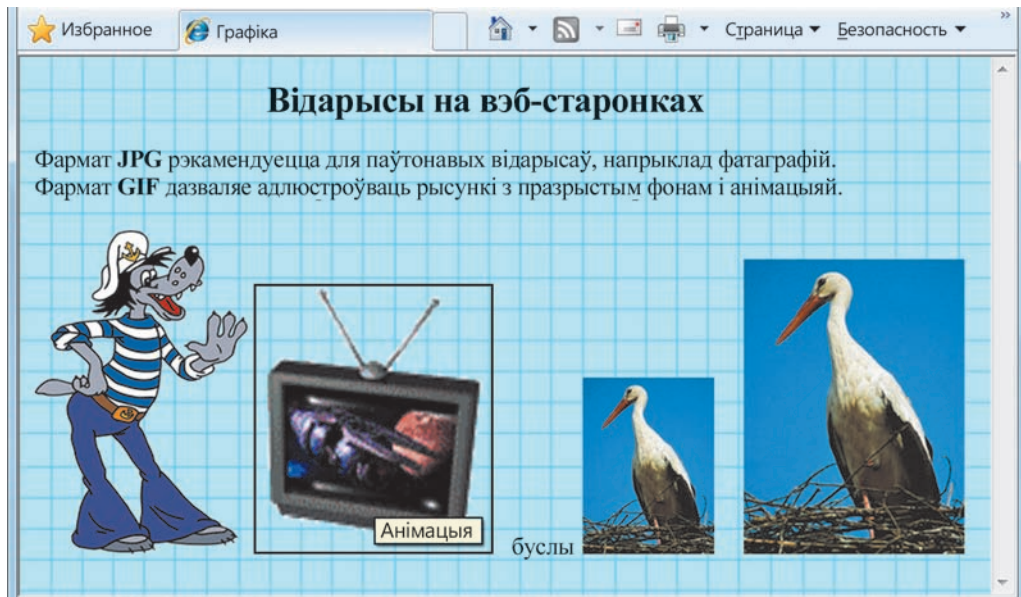 Избранное
Графіка
Страница
Безопасность
»
Відарысы на вэб-старонках
Фармат JPG рэкамендуецца для паўтонавых відарысаў, напрыклад фатаграфій.
Фармат GIF дазваляе адлюстроўваць рысункі з празрыстым фонам і анімацыяй.
Анімацыя
буслы